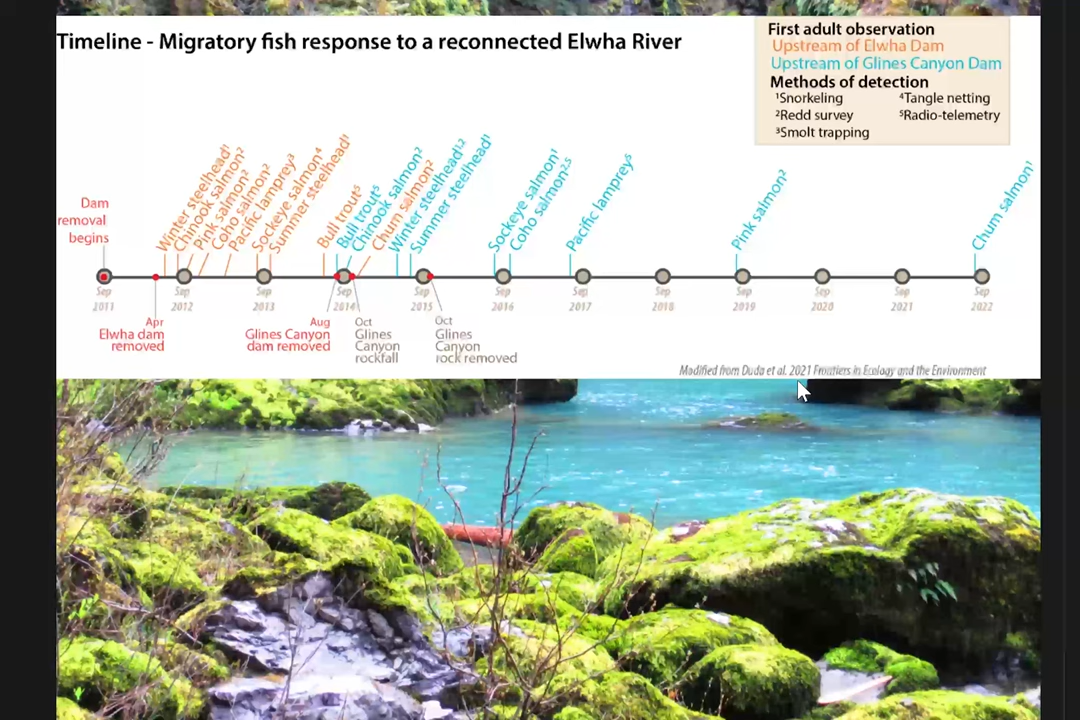 Timeline - Migratory fish response to a reconnected Elwha River
First adult observation
Upstream of Elwha Dam
Upstream of Glines Canyon Dam
Methods of detection
¹Snorkeling
⁴Tangle netting
²Redd survey
⁵Radio-telemetry
³Smolt trapping
Dam
removal
begins
Winter steelhead¹
Chinook salmon²
Pink salmon²
Coho salmon²
Pacific lamprey³
Sockeye salmon⁴
Summer steelhead¹
Bull trout⁵
Bull trout⁵
Chinook salmon²
Chum salmon²
Winter steelhead¹,²
Summer steelhead¹
Sockeye salmon¹
Coho salmon²,⁵
Pacific lamprey⁵
Pink salmon²
Chum salmon¹
Sep
2011
Sep
2012
Sep
2013
Sep
2014
Sep
2015
Sep
2016
Sep
2017
Sep
2018
Sep
2019
Sep
2020
Sep
2021
Sep
2022
Apr
Elwha dam
removed
Aug
Glines Canyon
dam removed
Oct
Glines
Canyon
rockfall
Oct
Glines
Canyon
rock removed
Modified from Duda et al. 2021 Frontiers in Ecology and the Environment